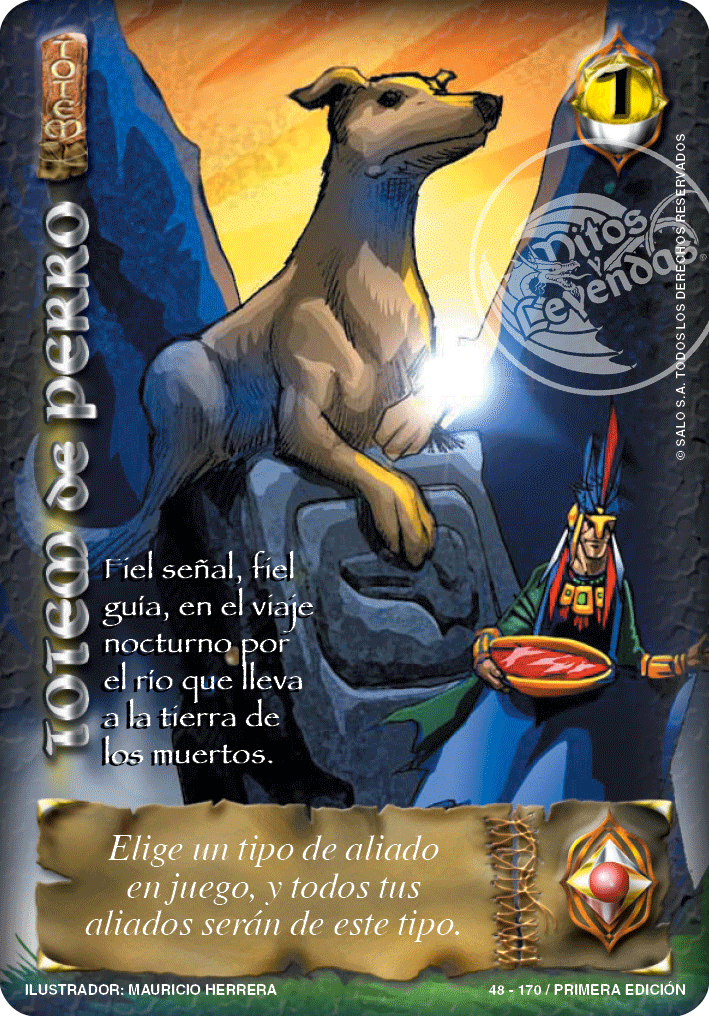 TOTEM
1
Mitos
y
Leyendas
®
© SALO S.A. TODOS LOS DERECHOS RESERVADOS
TOTEM de PERRO
Fiel señal, fiel
guía, en el viaje
nocturno por
el río que lleva
a la tierra de
los muertos.
Elige un tipo de aliado
en juego, y todos tus
aliados serán de este tipo.
ILUSTRADOR: MAURICIO HERRERA
48 - 170 / PRIMERA EDICIÓN